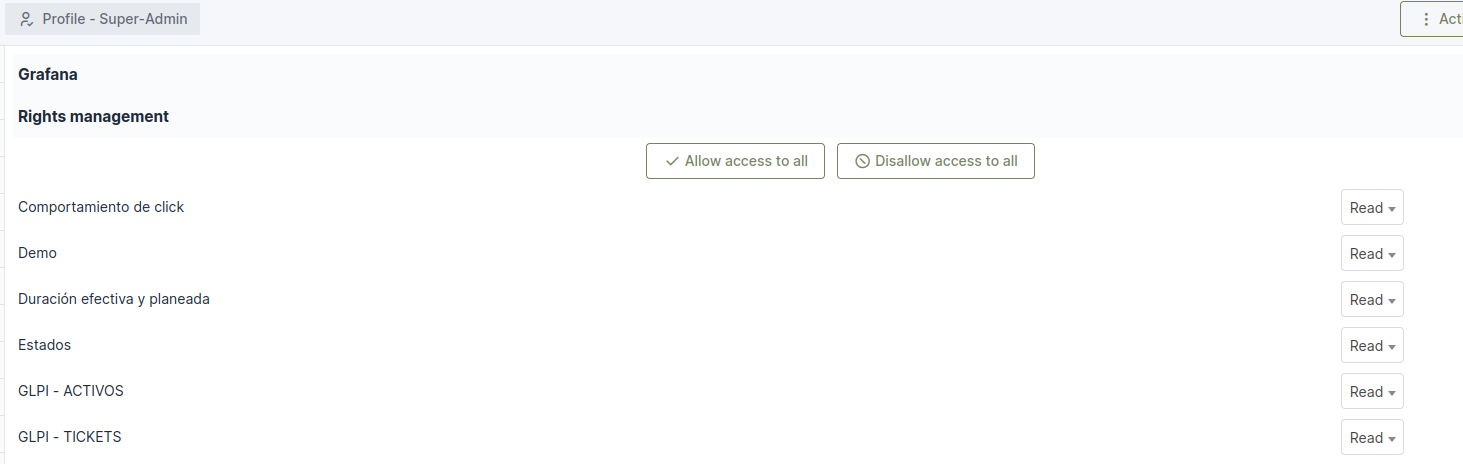 Profile - Super-Admin
Acti
Grafana
Rights management
Allow access to all
Disallow access to all
Comportamiento de click
Read
Demo
Read
Duración efectiva y planeada
Read
Estados
Read
GLPI - ACTIVOS
Read
GLPI - TICKETS
Read